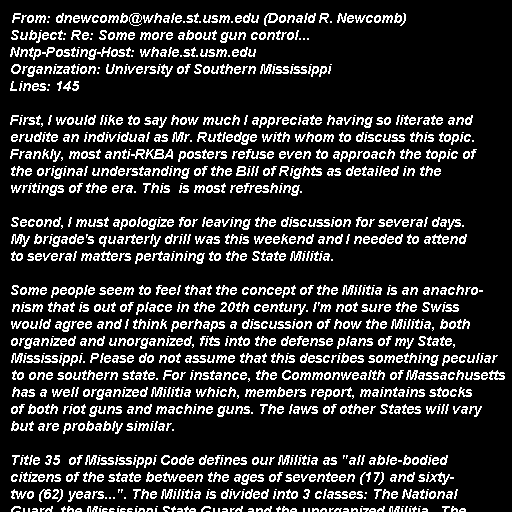 From: dnewcomb@whale.st.usm.edu (Donald R. Newcomb)
Subject: Re: Some more about gun control...
Nntp-Posting-Host: whale.st.usm.edu
Organization: University of Southern Mississippi
Lines: 145
First, I would like to say how much I appreciate having so literate and
erudite an individual as Mr. Rutledge with whom to discuss this topic.
Frankly, most anti-RKBA posters refuse even to approach the topic of
the original understanding of the Bill of Rights as detailed in the
writings of the era. This  is most refreshing.
Second, I must apologize for leaving the discussion for several days.
My brigade's quarterly drill was this weekend and I needed to attend
to several matters pertaining to the State Militia.
Some people seem to feel that the concept of the Militia is an anachro-
nism that is out of place in the 20th century. I'm not sure the Swiss
would agree and I think perhaps a discussion of how the Militia, both
organized and unorganized, fits into the defense plans of my State,
Mississippi. Please do not assume that this describes something peculiar
to one southern state. For instance, the Commonwealth of Massachusetts
has a well organized Militia which, members report, maintains stocks
of both riot guns and machine guns. The laws of other States will vary
but are probably similar.
Title 35  of Mississippi Code defines our Militia as "all able-bodied
citizens of the state between the ages of seventeen (17) and sixty-
two (62) years...". The Militia is divided into 3 classes: The National
Guard, the Mississippi State Guard and the unorganized Militia.  The